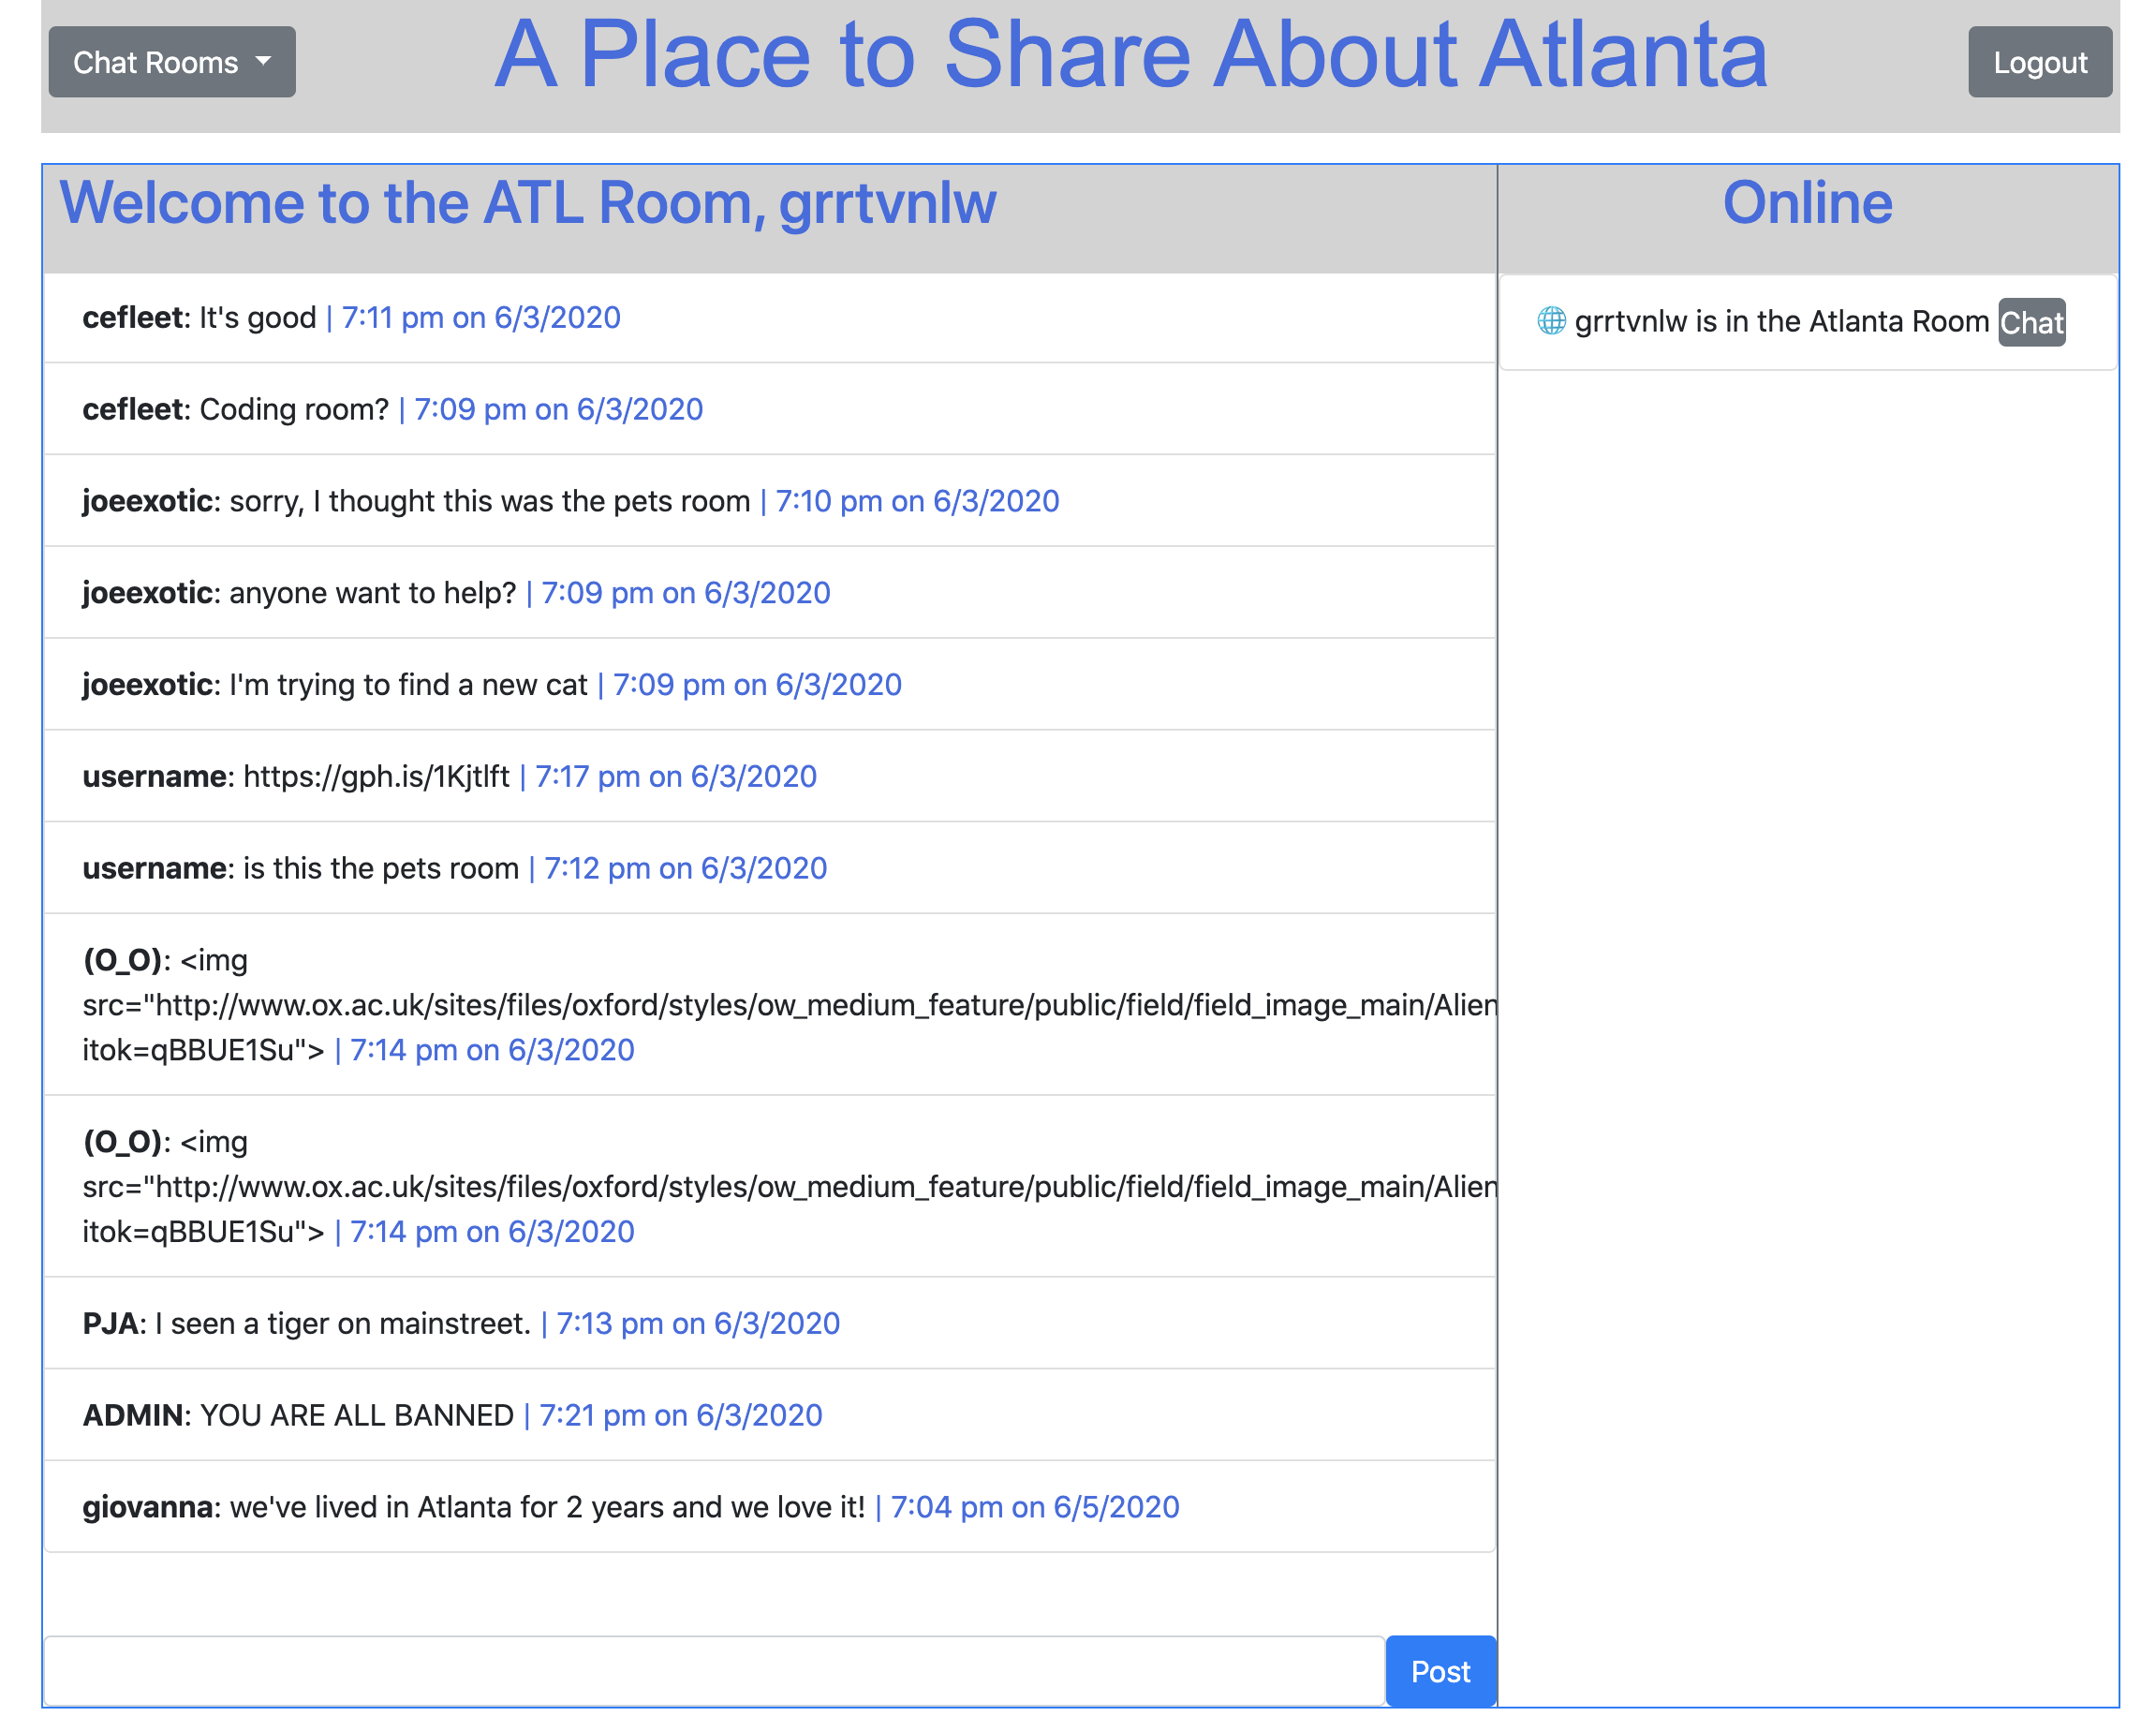 Chat Rooms
A Place to Share About Atlanta
Logout
Welcome to the ATL Room, grrtvnlw
Online
cefleet: It's good | 7:11 pm on 6/3/2020
🌐 grrtvnlw is in the Atlanta Room Chat
cefleet: Coding room? | 7:09 pm on 6/3/2020
joeexotic: sorry, I thought this was the pets room | 7:10 pm on 6/3/2020
joeexotic: anyone want to help? | 7:09 pm on 6/3/2020
joeexotic: I'm trying to find a new cat | 7:09 pm on 6/3/2020
username: https://gph.is/1Kjtlft | 7:17 pm on 6/3/2020
username: is this the pets room | 7:12 pm on 6/3/2020
(O_O): <img
src="http://www.ox.ac.uk/sites/files/oxford/styles/ow_medium_feature/public/field/field_image_main/Alien
itok=qBBUE1Su"> | 7:14 pm on 6/3/2020
(O_O): <img
src="http://www.ox.ac.uk/sites/files/oxford/styles/ow_medium_feature/public/field/field_image_main/Alien
itok=qBBUE1Su"> | 7:14 pm on 6/3/2020
PJA: I seen a tiger on mainstreet. | 7:13 pm on 6/3/2020
ADMIN: YOU ARE ALL BANNED | 7:21 pm on 6/3/2020
giovanna: we've lived in Atlanta for 2 years and we love it! | 7:04 pm on 6/5/2020
Post